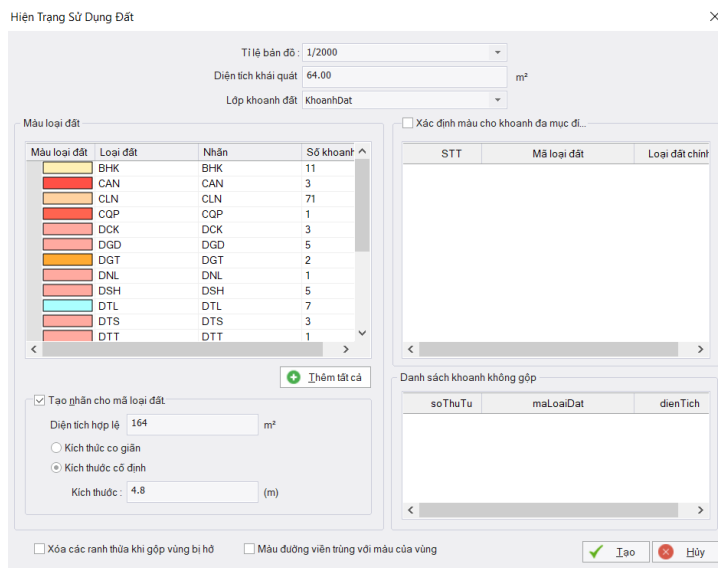 Hiện Trạng Sử Dụng Đất
Tỉ lệ bản đồ : 1/2000
Diện tích khái quát 64.00 m²
Lớp khoanh đất KhoanhDat
Màu loại đất
Màu loại đất Loại đất Nhãn Số khoanh
BHK BHK 11
CAN CAN 3
CLN CLN 71
CQP CQP 1
DCK DCK 3
DGD DGD 5
DGT DGT 2
DNL DNL 1
DSH DSH 5
DTL DTL 7
DTS DTS 3
DTT DTT 1
Thêm tất cả
Tạo nhãn cho mã loại đất
Diện tích hợp lệ 164 m²
Kích thức co giãn
Kích thước cố định
Kích thước : 4.8 (m)
Xác định màu cho khoanh đa mục đí...
STT Mã loại đất Loại đất chính
Danh sách khoanh không gộp
soThuTu maLoaiDat dienTich
Xóa các ranh thừa khi gộp vùng bị hở
Màu đường viền trùng với màu của vùng
Tạo
Hủy